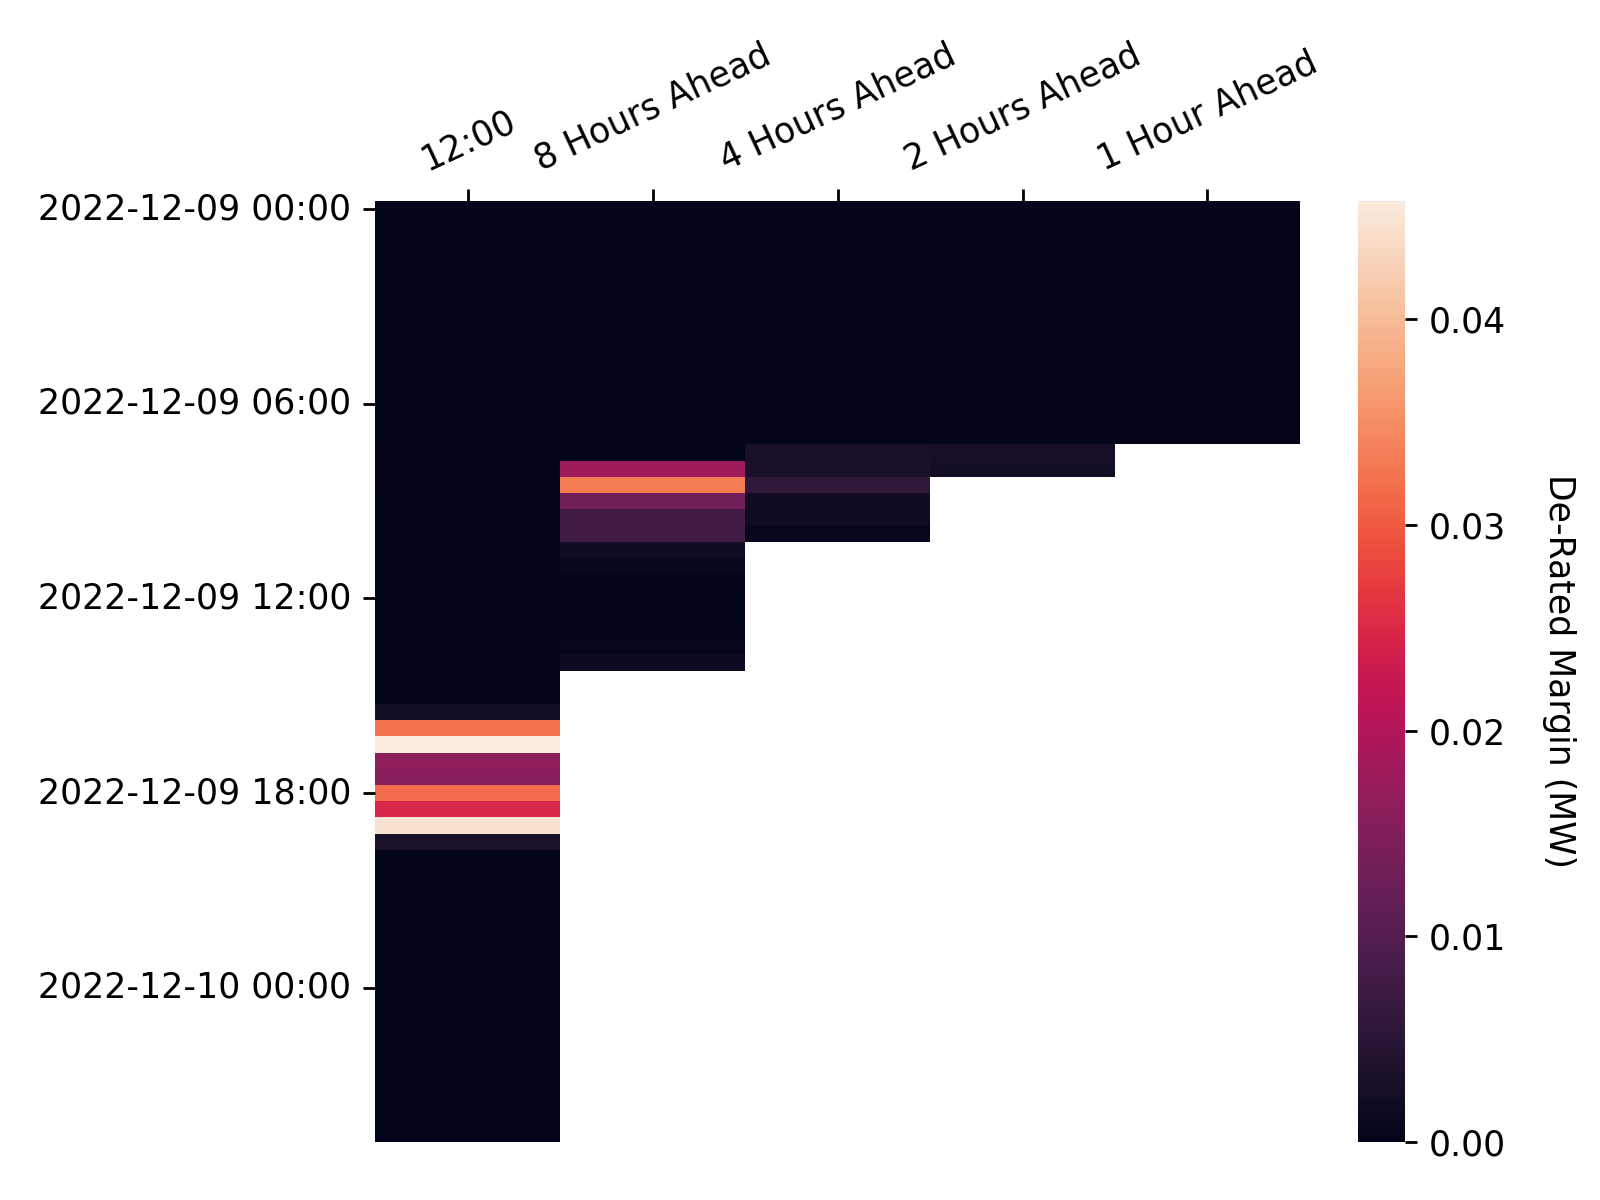 12:00
8 Hours Ahead
4 Hours Ahead
2 Hours Ahead
1 Hour Ahead
2022-12-09 00:00
2022-12-09 06:00
2022-12-09 12:00
2022-12-09 18:00
2022-12-10 00:00
0.04
0.03
0.02
0.01
0.00
De-Rated Margin (MW)